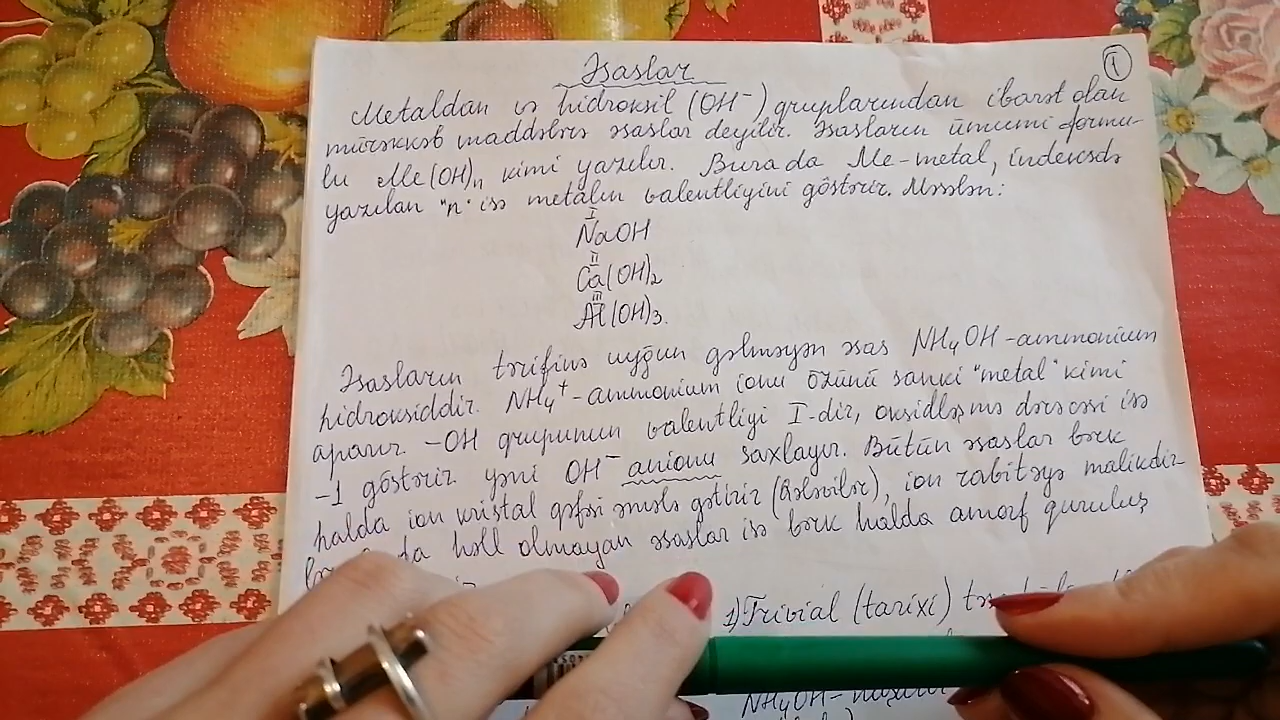 1
Əsaslar
Metaldan və hidroksil (OH⁻) qruplarından ibarət olan
mürəkkəb maddələrə əsaslar deyilir. Əsasların ümumi formu-
lu Me(OH)n kimi yazılır. Burada Me-metal, indeksdə
yazılan "n" isə metalın valentliyini göstərir. Məsələn:
I
NaOH
II
Ca(OH)₂
III
Al(OH)₃.
Əsasların tərifinə uyğun gəlməyən əsas NH₄OH-ammonium
hidroksiddir. NH₄⁺-ammonium ionu özünü sanki "metal" kimi
aparır. -OH qrupunun valentliyi I-dir, oksidləşmə dərəcəsi isə
-1 göstərir yəni OH⁻ anionu saxlayır. Bütün əsaslar bərk
halda ion kristal qəfəsi əmələ gətirir (Qələvilər), ion rabitəyə malikdir
da həll olmayan əsaslar isə bərk halda amorf quruluş
1) Trivial (tarixi)
NH₄OH-